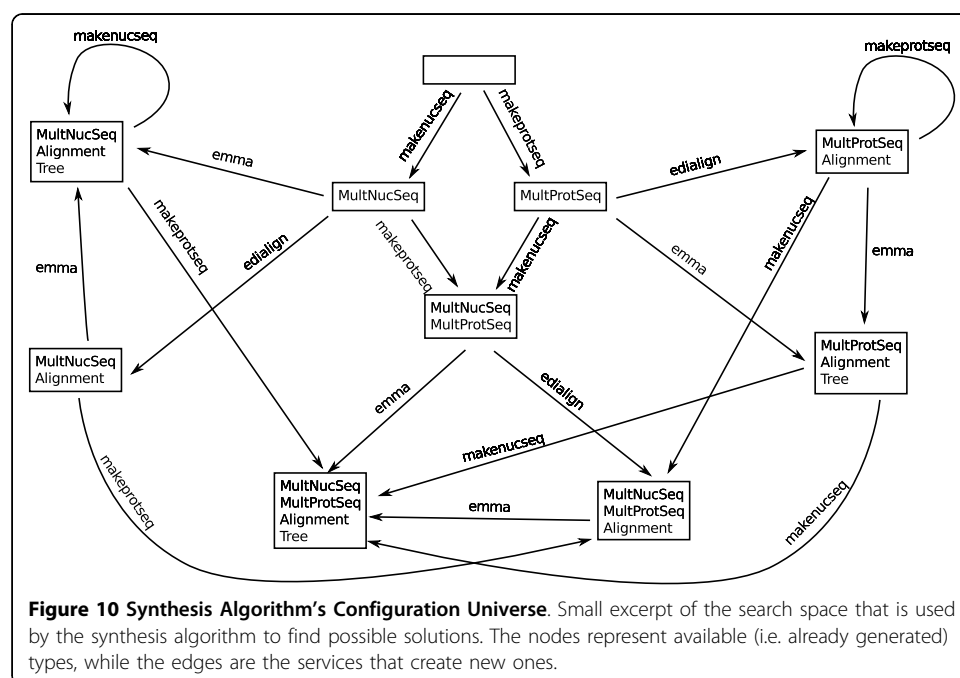 makenucseq
makeprotseq
makenucseq
makeprotseq
MultNucSeq
Alignment
Tree
MultProtSeq
Alignment
emma
edialign
MultNucSeq
MultProtSeq
makeprotseq
edialign
makeprotseq
makenucseq
makenucseq
emma
emma
emma
MultNucSeq
MultProtSeq
MultNucSeq
Alignment
MultProtSeq
Alignment
Tree
emma
edialign
makenucseq
makeprotseq
MultNucSeq
MultProtSeq
Alignment
Tree
emma
MultNucSeq
MultProtSeq
Alignment
makenucseq
Figure 10 Synthesis Algorithm's Configuration Universe. Small excerpt of the search space that is used
by the synthesis algorithm to find possible solutions. The nodes represent available (i.e. already generated)
types, while the edges are the services that create new ones.